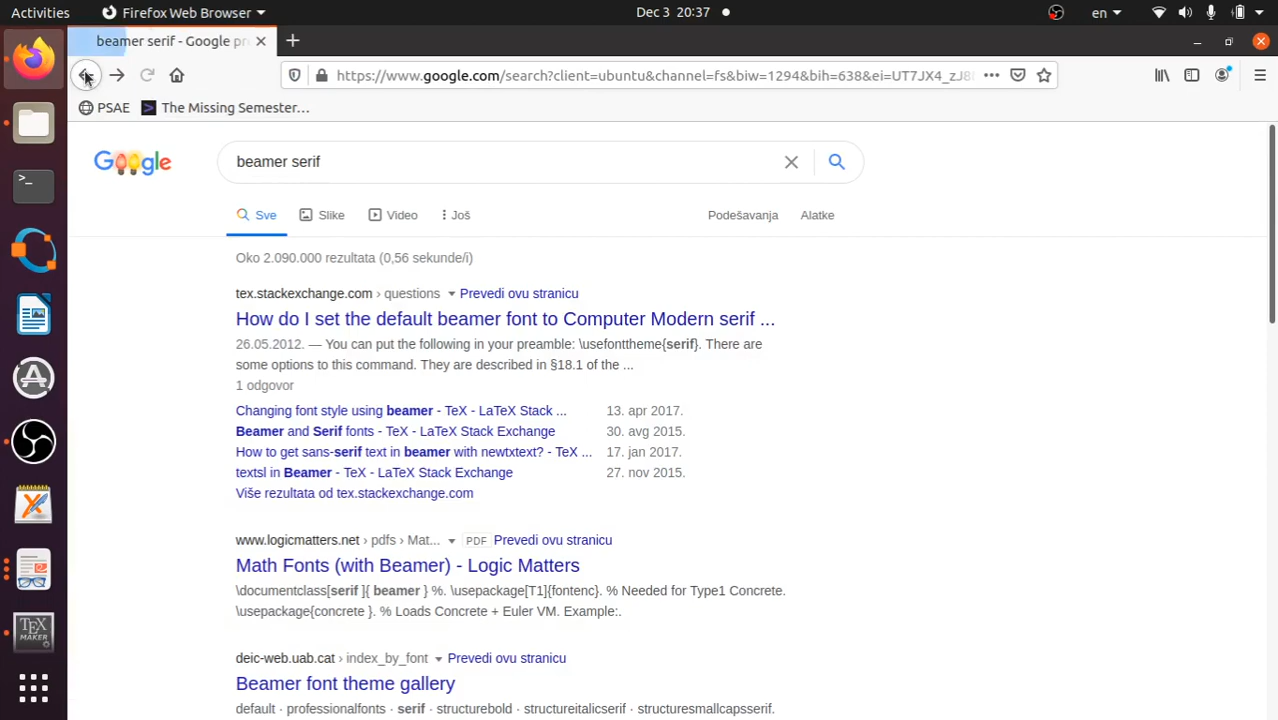 Activities Firefox Web Browser Dec 3 20:37 en
beamer serif - Google pr
https://www.google.com/search?client=ubuntu&channel=fs&biw=1294&bih=638&ei=UT7JX4_zJ8
PSAE The Missing Semester...
Google beamer serif
Sve Slike Video Još Podešavanja Alatke
Oko 2.090.000 rezultata (0,56 sekunde/i)
tex.stackexchange.com › questions Prevedi ovu stranicu
How do I set the default beamer font to Computer Modern serif ...
26.05.2012. — You can put the following in your preamble: \usefonttheme{serif}. There are
some options to this command. They are described in §18.1 of the ...
1 odgovor
Changing font style using beamer - TeX - LaTeX Stack ... 13. apr 2017.
Beamer and Serif fonts - TeX - LaTeX Stack Exchange 30. avg 2015.
How to get sans-serif text in beamer with newtxtext? - TeX ... 17. jan 2017.
textsl in Beamer - TeX - LaTeX Stack Exchange 27. nov 2015.
Više rezultata od tex.stackexchange.com
www.logicmatters.net › pdfs › Mat... PDF Prevedi ovu stranicu
Math Fonts (with Beamer) - Logic Matters
\documentclass[serif ]{ beamer } %. \usepackage[T1]{fontenc}. % Needed for Type1 Concrete.
\usepackage{concrete }. % Loads Concrete + Euler VM. Example:.
deic-web.uab.cat › index_by_font Prevedi ovu stranicu
Beamer font theme gallery
default · professionalfonts · serif · structurebold · structureitalicserif · structuresmallcapsserif.
TEX
MAKER